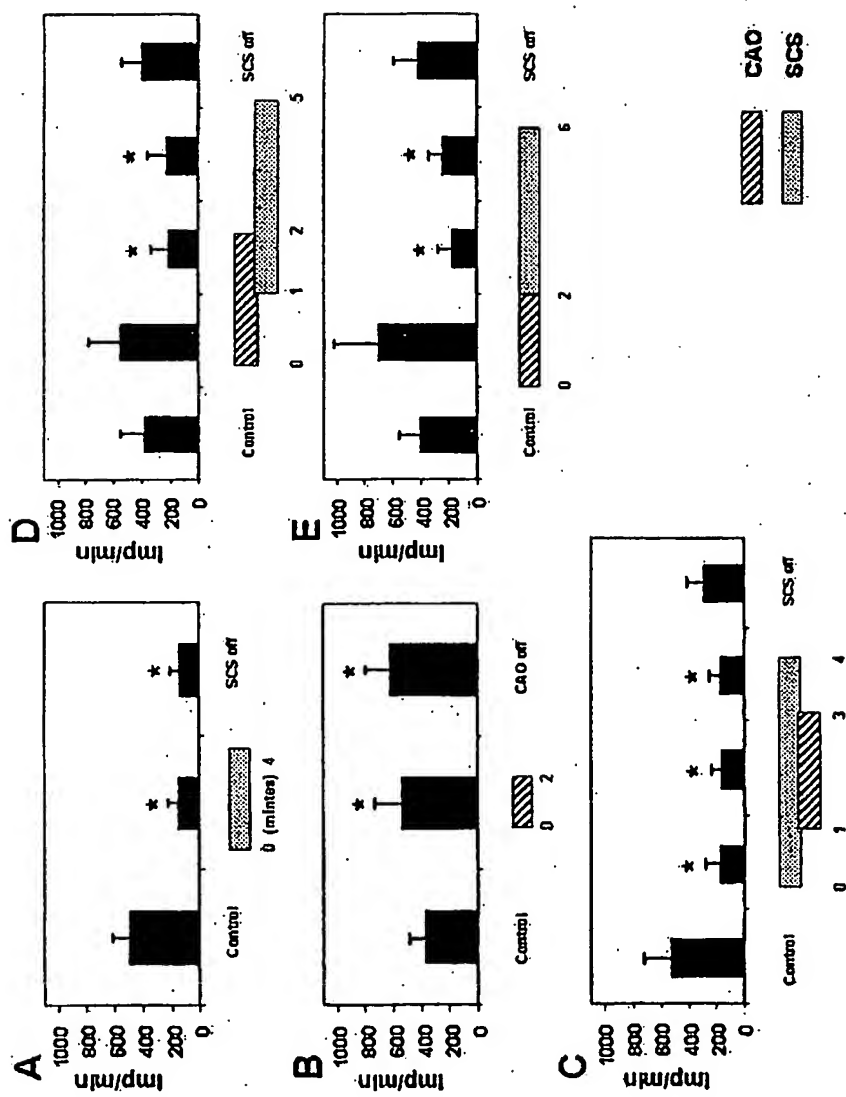 A
Imp/min
1000
800
600
400
200
0
Control
*
*
SCS off
0 (mintes) 4
B
Imp/min
1000
800
600
400
200
0
Control
*
*
CAO off
0 2
C
Imp/min
1000
800
600
400
200
0
Control
*
*
*
SCS off
0 1 3 4
D
Imp/min
1000
800
600
400
200
0
Control
*
*
SCS off
0 1 2 5
E
Imp/min
1000
800
600
400
200
0
Control
*
*
SCS off
0 2 6
CAO
SCS